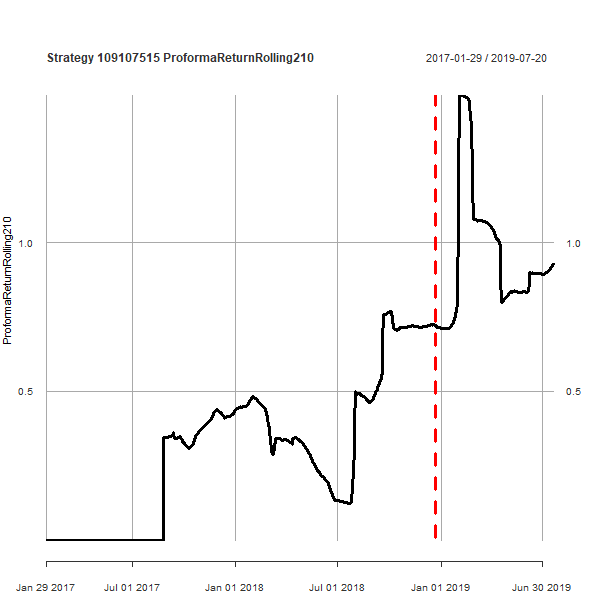 Strategy 109107515 ProformaReturnRolling210
2017-01-29 / 2019-07-20
ProformaReturnRolling210
1.0
1.0
0.5
0.5
Jan 29 2017
Jul 01 2017
Jan 01 2018
Jul 01 2018
Jan 01 2019
Jun 30 2019